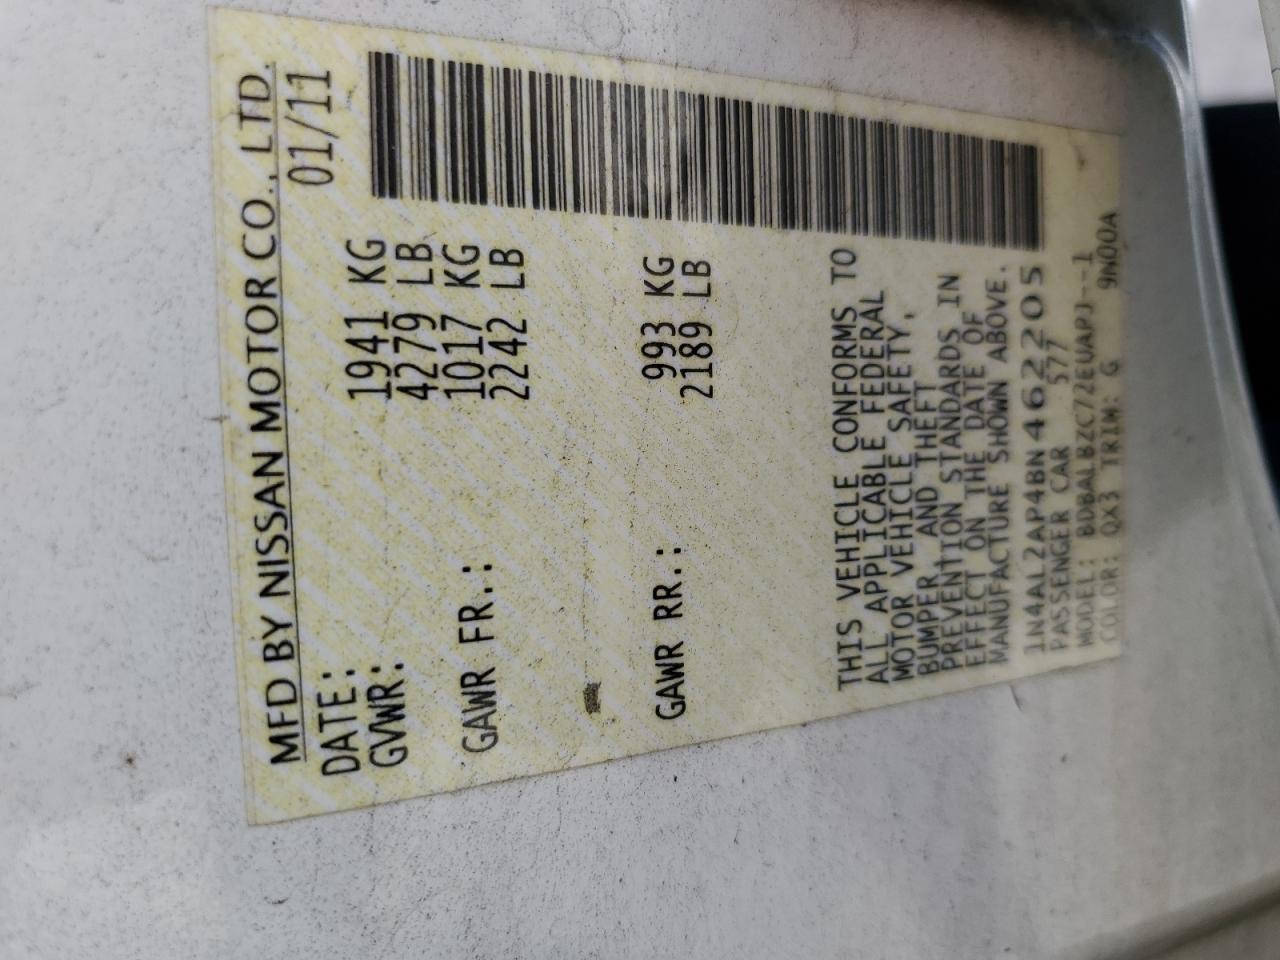 MFD BY NISSAN MOTOR CO., LTD.
DATE: 01/11
GVWR: 1941 KG
4279 LB
GAWR FR.: 1017 KG
2242 LB
GAWR RR.: 993 KG
2189 LB
THIS VEHICLE CONFORMS TO
ALL APPLICABLE FEDERAL
MOTOR VEHICLE SAFETY,
BUMPER AND THEFT
PREVENTION STANDARDS IN
EFFECT ON THE DATE OF
MANUFACTURE SHOWN ABOVE.
1N4AL2AP4BN462205
PASSENGER CAR 577
MODEL: BDBALBZC72EUAPJ--1
COLOR: QX3 TRIM: G 9N00A